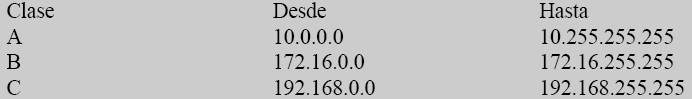 Clase Desde Hasta
A 10.0.0.0 10.255.255.255
B 172.16.0.0 172.16.255.255
C 192.168.0.0 192.168.255.255